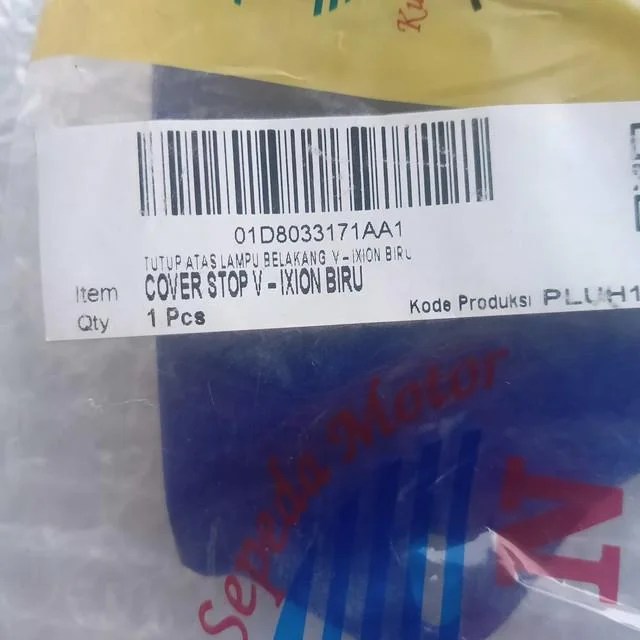 01D8033171AA1
TUTUP ATAS LAMPU BELAKANG V-IXION BIRU
Item COVER STOP V - IXION BIRU
Qty 1 Pcs
Kode Produksi PLUH1
Sepeda Motor
N